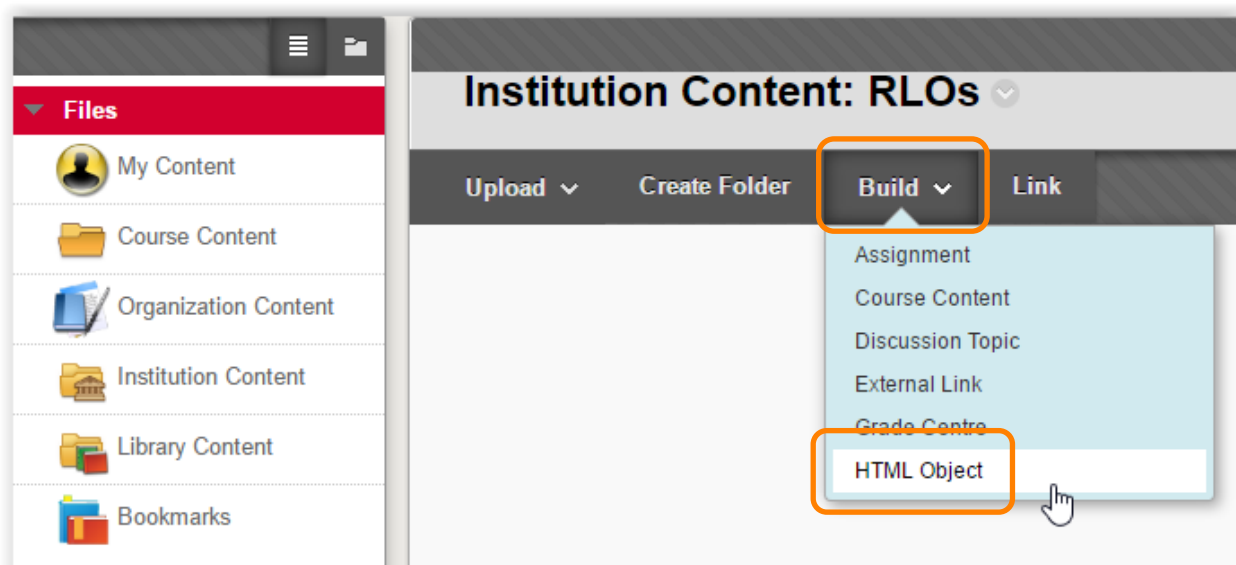 Files
My Content
Course Content
Organization Content
Institution Content
Library Content
Bookmarks
Institution Content: RLOs
Upload
Create Folder
Build
Link
Assignment
Course Content
Discussion Topic
External Link
Grade Centre
HTML Object